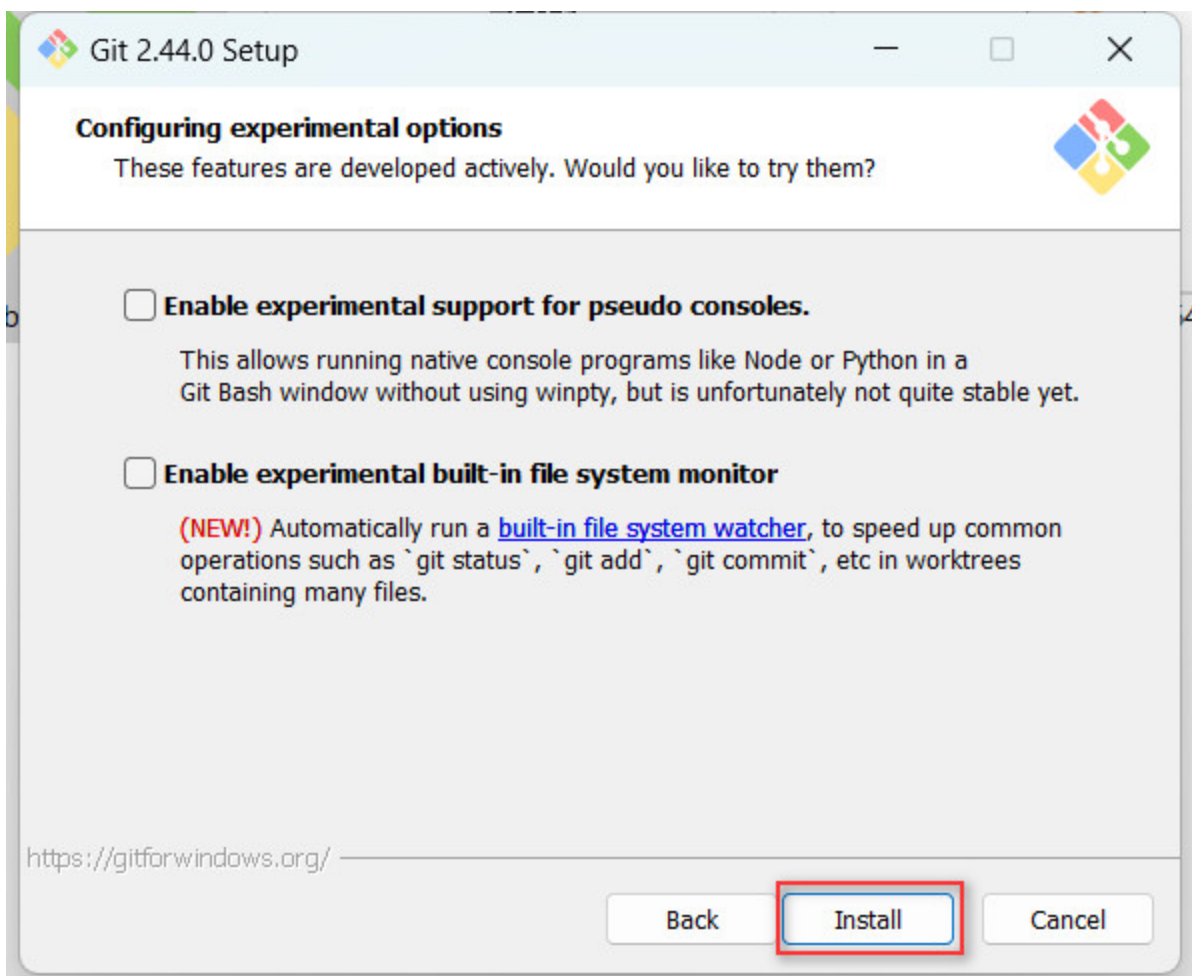 Git 2.44.0 Setup
Configuring experimental options
These features are developed actively. Would you like to try them?
Enable experimental support for pseudo consoles.
This allows running native console programs like Node or Python in a
Git Bash window without using winpty, but is unfortunately not quite stable yet.
Enable experimental built-in file system monitor
(NEW!) Automatically run a built-in file system watcher, to speed up common
operations such as `git status`, `git add`, `git commit`, etc in worktrees
containing many files.
https://gitforwindows.org/
Back Install Cancel